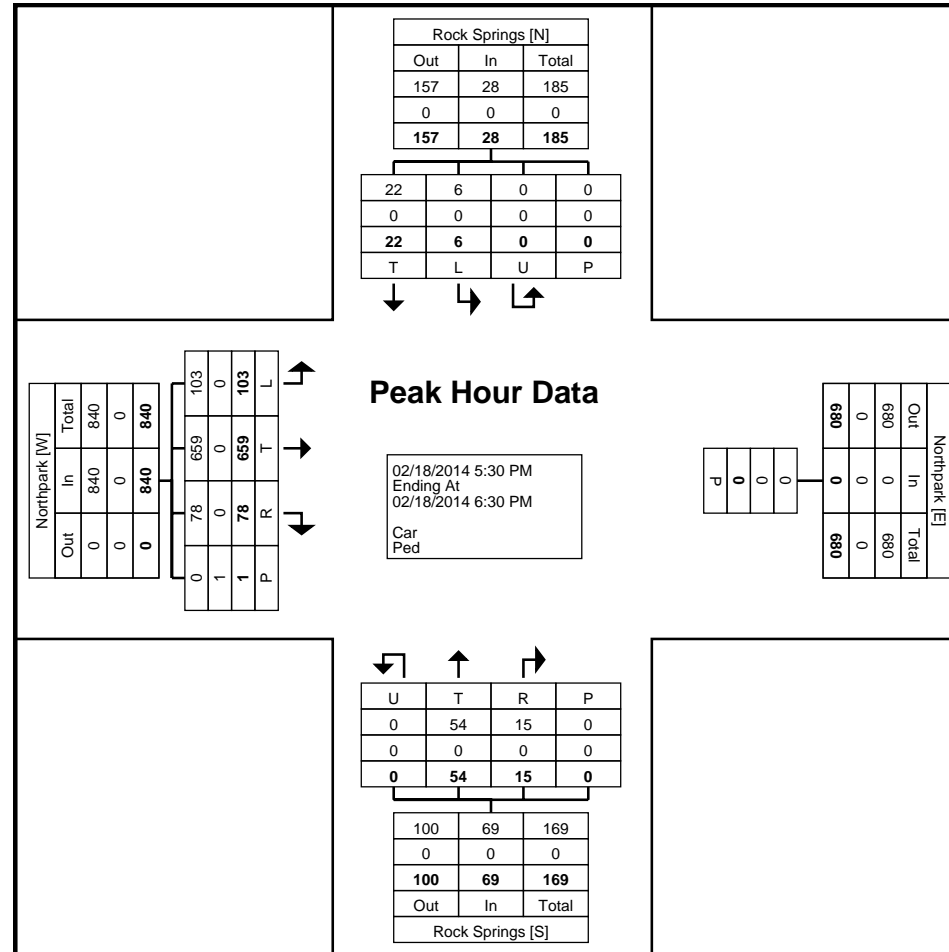 Rock Springs [N]
Out In Total
157 28 185
0 0 0
157 28 185
22 6 0 0
0 0 0 0
22 6 0 0
T L U P
Peak Hour Data
02/18/2014 5:30 PM
Ending At
02/18/2014 6:30 PM
Car
Ped
Northpark [W]
Total 840 0 840
In 840 0 840
Out 0 0 0
103 0 103 L
659 0 659 T
78 0 78 R
0 1 1 P
P 0 0 0
680 0 680 Out
0 0 0 In
680 0 680 Total
Northpark [E]
U T R P
0 54 15 0
0 0 0 0
0 54 15 0
100 69 169
0 0 0
100 69 169
Out In Total
Rock Springs [S]